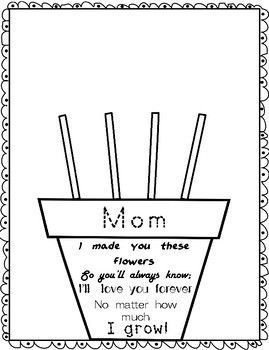 Mom
I made you these
flowers
So you'll always know;
I'll love you forever
No matter how
much
I grow!